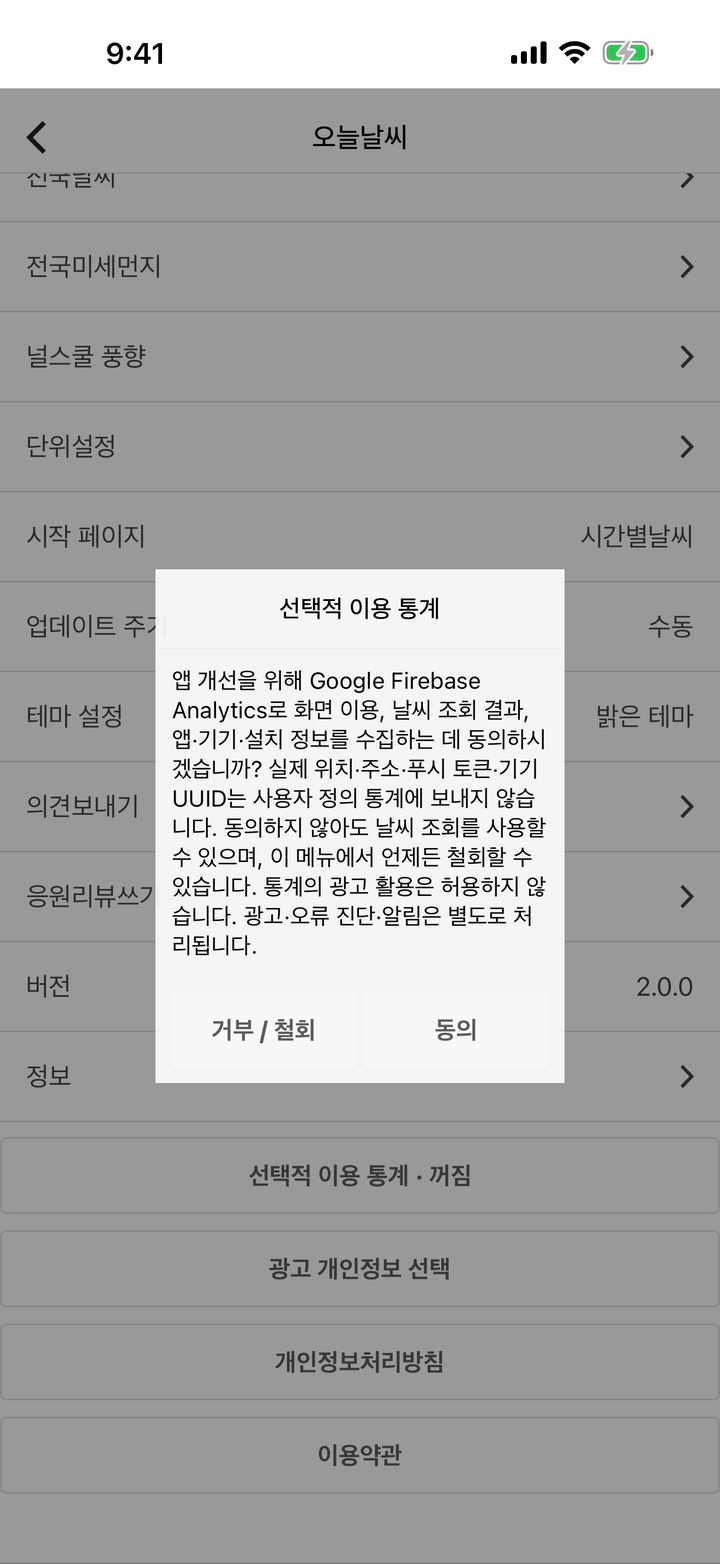 9:41
오늘날씨
전국날씨
전국미세먼지
널스쿨 풍향
단위설정
시작 페이지 시간별날씨
업데이트 주기 수동
테마 설정 밝은 테마
의견보내기
응원리뷰쓰기
버전 2.0.0
정보
선택적 이용 통계
앱 개선을 위해 Google Firebase
Analytics로 화면 이용, 날씨 조회 결과,
앱·기기·설치 정보를 수집하는 데 동의하시
겠습니까? 실제 위치·주소·푸시 토큰·기기
UUID는 사용자 정의 통계에 보내지 않습
니다. 동의하지 않아도 날씨 조회를 사용할
수 있으며, 이 메뉴에서 언제든 철회할 수
있습니다. 통계의 광고 활용은 허용하지 않
습니다. 광고·오류 진단·알림은 별도로 처
리됩니다.
거부 / 철회 동의
선택적 이용 통계 · 꺼짐
광고 개인정보 선택
개인정보처리방침
이용약관